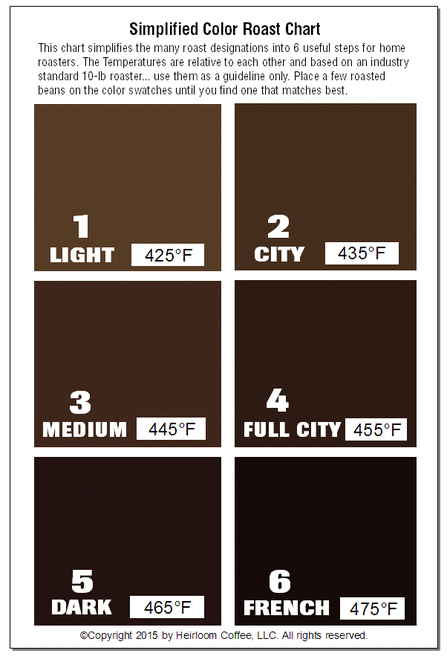 Simplified Color Roast Chart
This chart simplifies the many roast designations into 6 useful steps for home
roasters. The Temperatures are relative to each other and based on an industry
standard 10-lb roaster... use them as a guideline only. Place a few roasted
beans on the color swatches until you find one that matches best.
1
LIGHT 425°F
2
CITY 435°F
3
MEDIUM 445°F
4
FULL CITY 455°F
5
DARK 465°F
6
FRENCH 475°F
©Copyright 2015 by Heirloom Coffee, LLC. All rights reserved.